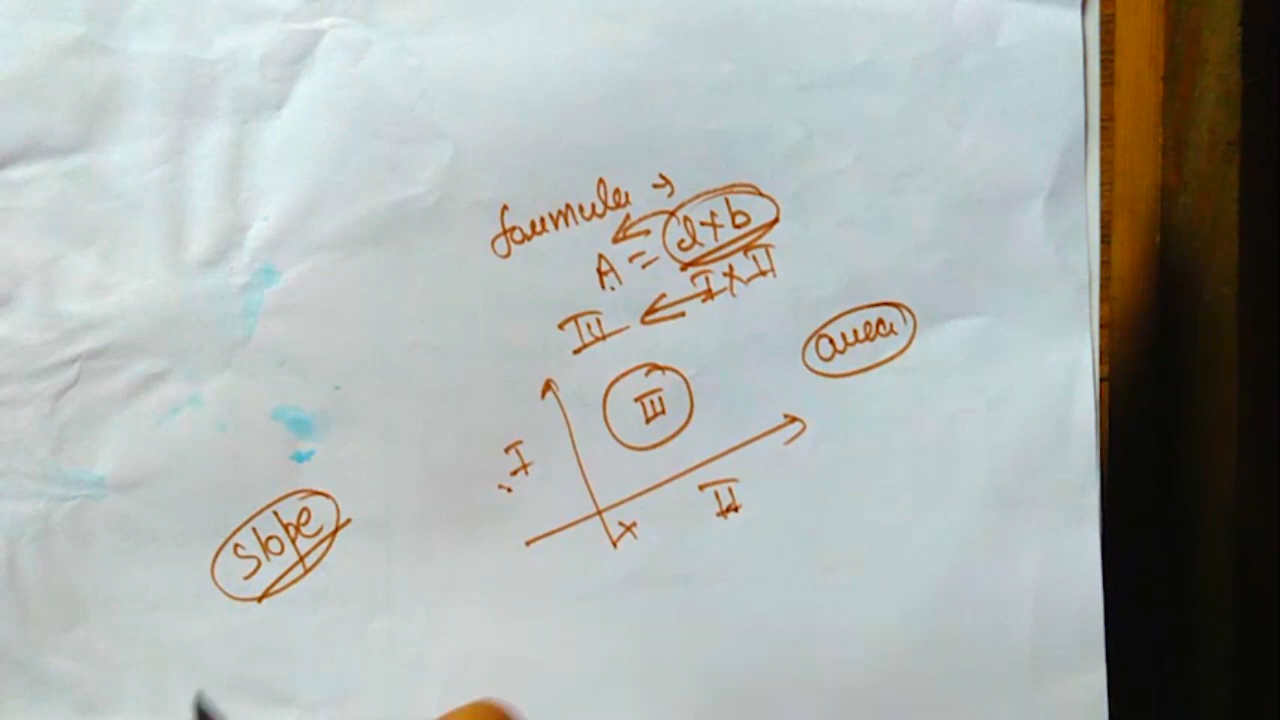 formula →
A = l×b
III ← I×II
area
III
I
II
×
slope